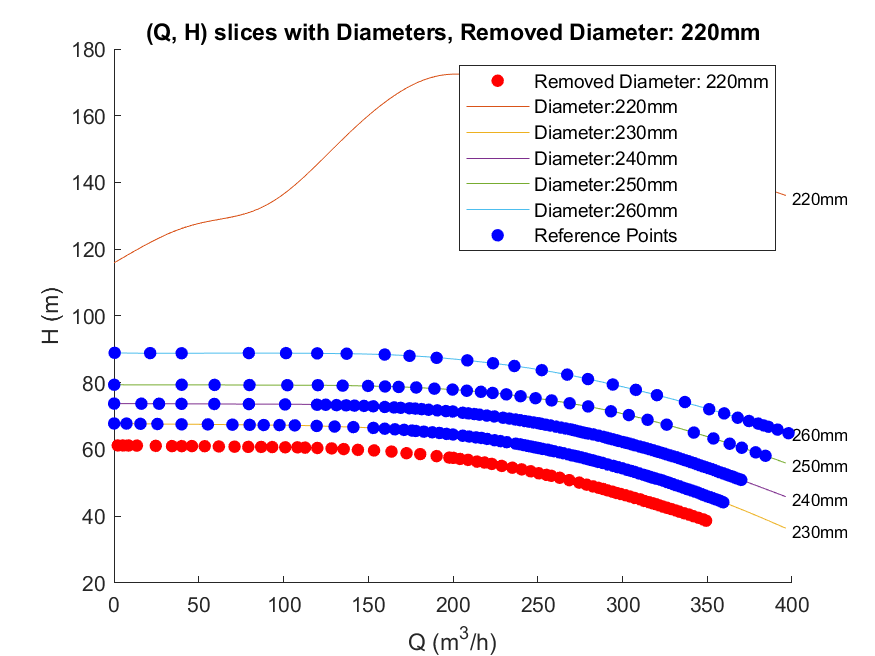 (Q, H) slices with Diameters, Removed Diameter: 220mm
180
160
140
120
100
80
60
40
20
H (m)
Removed Diameter: 220mm
Diameter:220mm
Diameter:230mm
Diameter:240mm
Diameter:250mm
Diameter:260mm
Reference Points
220mm
260mm
250mm
240mm
230mm
0 50 100 150 200 250 300 350 400
Q (m³/h)